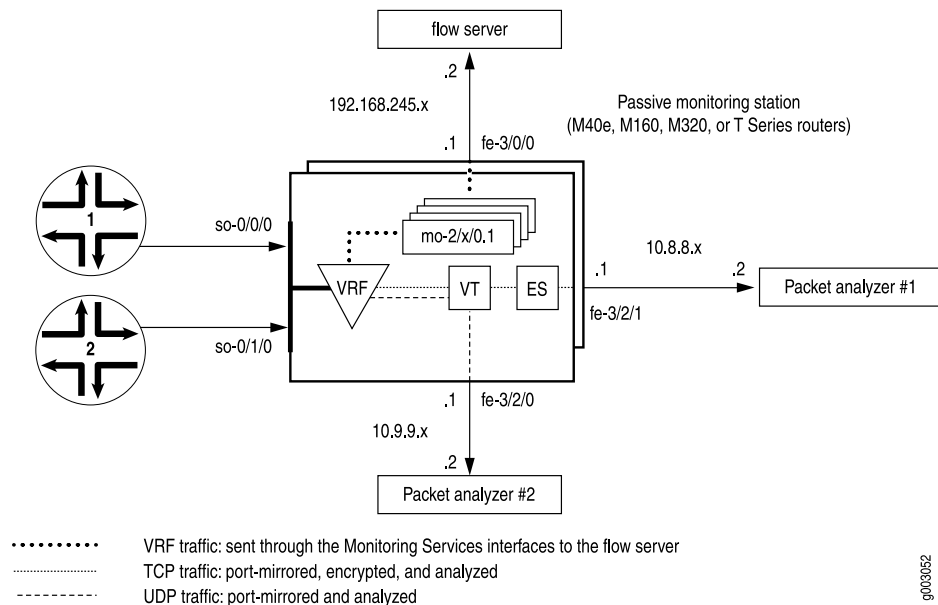 flow server
.2
192.168.245.x
Passive monitoring station
(M40e, M160, M320, or T Series routers)
.1 fe-3/0/0
1
so-0/0/0
mo-2/x/0.1
10.8.8.x
.1 .2
VRF
VT
ES
Packet analyzer #1
fe-3/2/1
2
so-0/1/0
.1 fe-3/2/0
10.9.9.x
.2
Packet analyzer #2
VRF traffic: sent through the Monitoring Services interfaces to the flow server
TCP traffic: port-mirrored, encrypted, and analyzed
UDP traffic: port-mirrored and analyzed
g003052